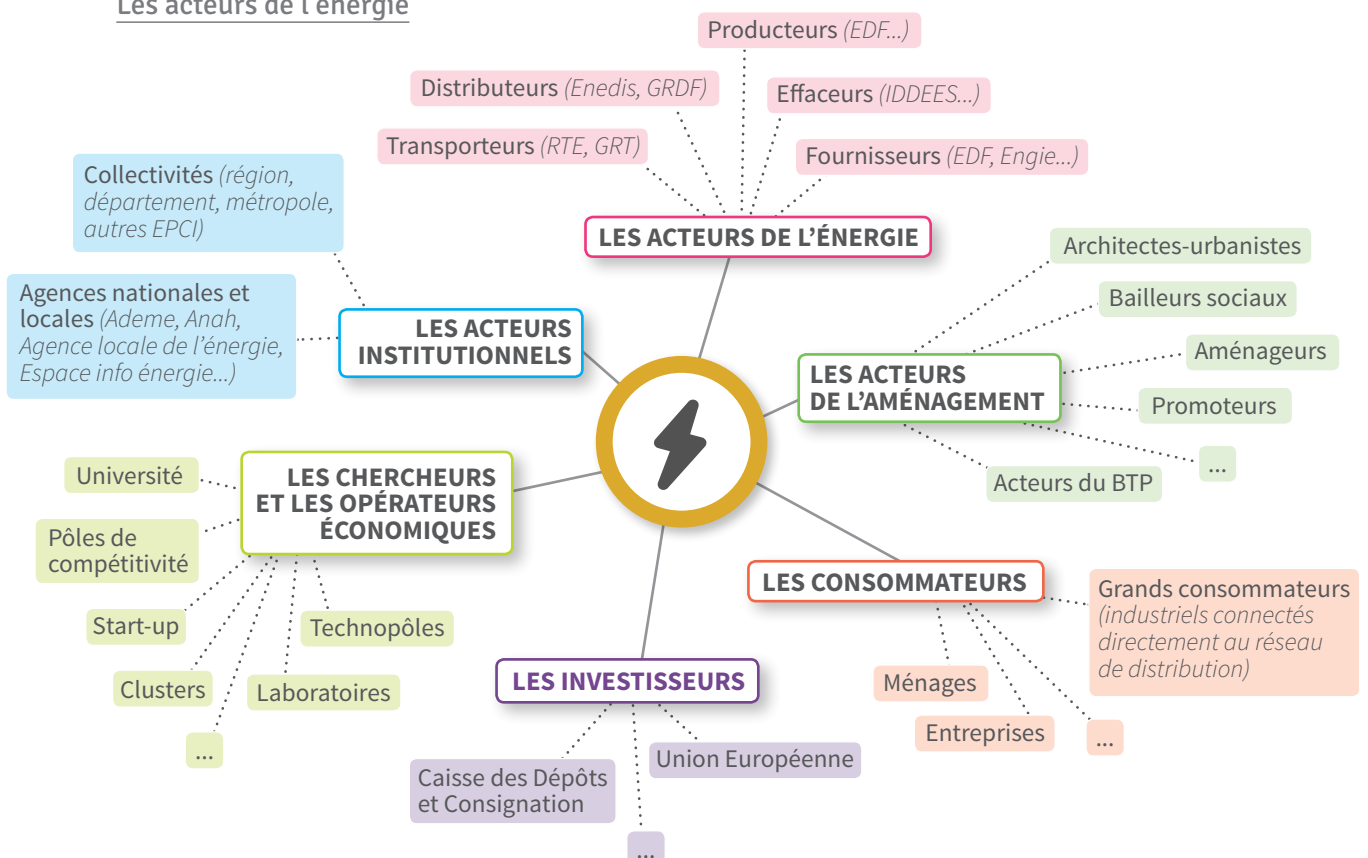 Les acteurs de l'énergie
Producteurs (EDF...)
Distributeurs (Enedis, GRDF)
Effaceurs (IDDEES...)
Transporteurs (RTE, GRT)
Fournisseurs (EDF, Engie...)
LES ACTEURS DE L'ÉNERGIE
Collectivités (région,
département, métropole,
autres EPCI)
Agences nationales et
locales (Ademe, Anah,
Agence locale de l'énergie,
Espace info énergie...)
LES ACTEURS
INSTITUTIONNELS
Architectes-urbanistes
Bailleurs sociaux
Aménageurs
Promoteurs
...
Acteurs du BTP
LES ACTEURS
DE L'AMÉNAGEMENT
LES CHERCHEURS
ET LES OPÉRATEURS
ÉCONOMIQUES
Université
Pôles de
compétitivité
Start-up
Clusters
...
Laboratoires
Technopôles
LES CONSOMMATEURS
Grands consommateurs
(industriels connectés
directement au réseau
de distribution)
Ménages
Entreprises
...
LES INVESTISSEURS
Caisse des Dépôts
et Consignation
Union Européenne
...